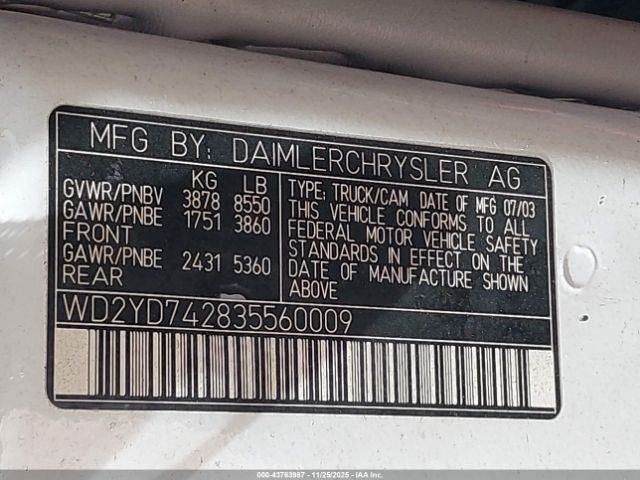 MFG BY: DAIMLERCHRYSLER AG
KG LB
GVWR/PNBV 3878 8550
GAWR/PNBE 1751 3860
FRONT
GAWR/PNBE 2431 5360
REAR
TYPE: TRUCK/CAM DATE OF MFG 07/03
THIS VEHICLE CONFORMS TO ALL
FEDERAL MOTOR VEHICLE SAFETY
STANDARDS IN EFFECT ON THE
DATE OF MANUFACTURE SHOWN
ABOVE
WD2YD742835560009
000-43763987 - 11/25/2025 - IAAI.COM